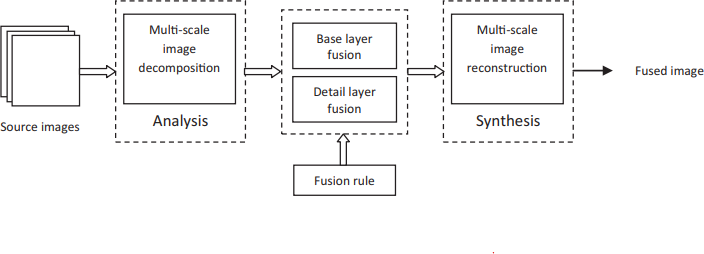 Source images
Multi-scale
image
decomposition
Analysis
Base layer
fusion
Detail layer
fusion
Fusion rule
Multi-scale
image
reconstruction
Synthesis
Fused image